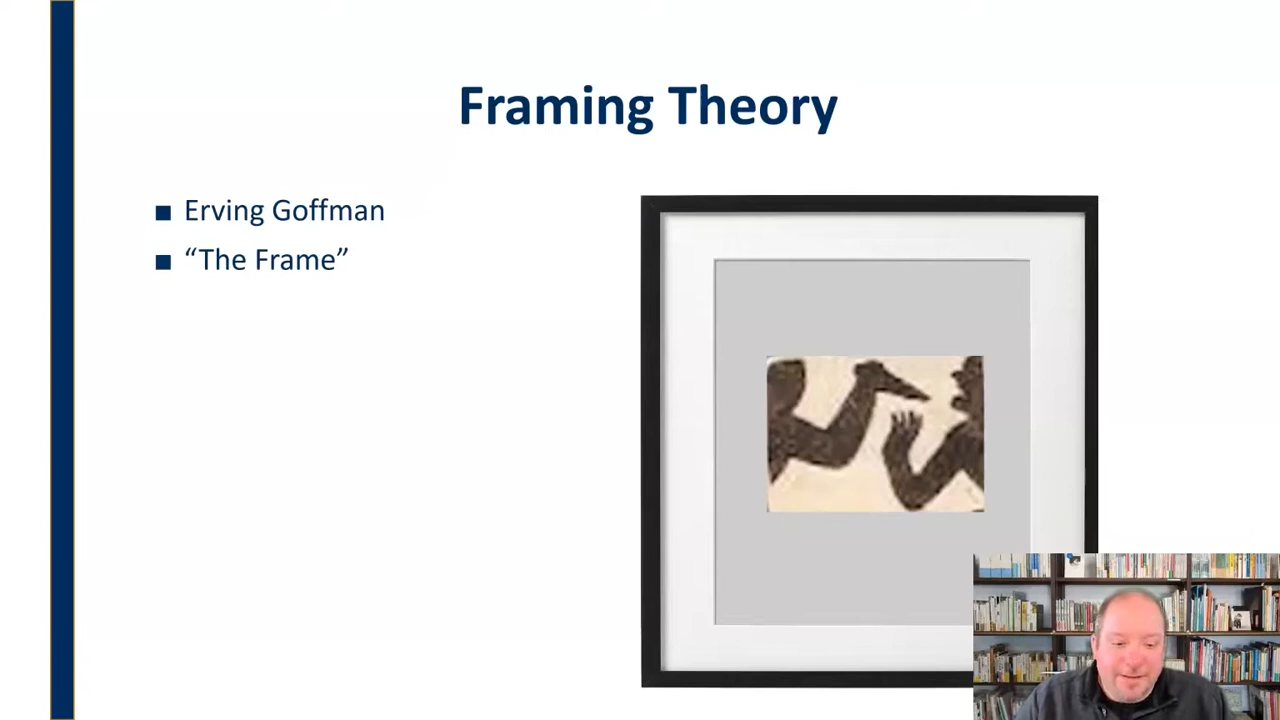 Framing Theory
■ Erving Goffman
■ “The Frame”